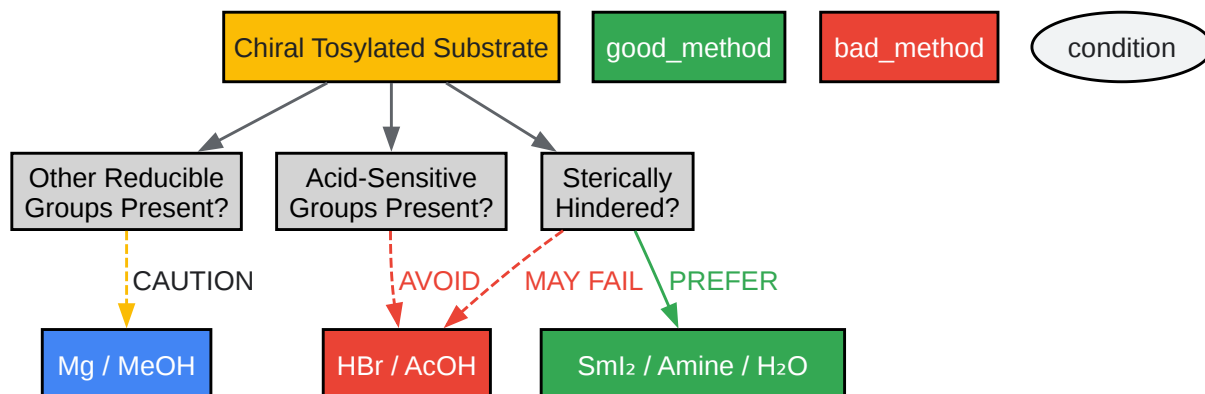 Chiral Tosylated Substrate
good_method
bad_method
condition
Other Reducible
Groups Present?
Acid-Sensitive
Groups Present?
Sterically
Hindered?
CAUTION
AVOID
MAY FAIL
PREFER
Mg / MeOH
HBr / AcOH
SmI₂ / Amine / H₂O